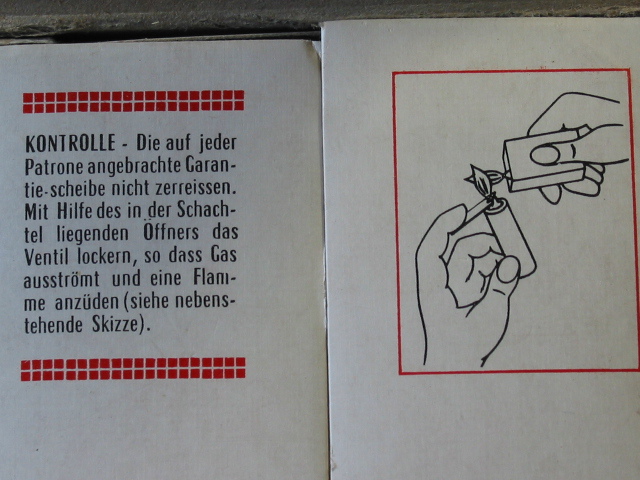 KONTROLLE - Die auf jeder
Patrone angebrachte Garan-
tie-scheibe nicht zerreissen.
Mit Hilfe des in der Schach-
tel liegenden Öffners das
Ventil lockern, so dass Gas
ausströmt und eine Flam-
me anzüden (siehe nebens-
tehende Skizze).